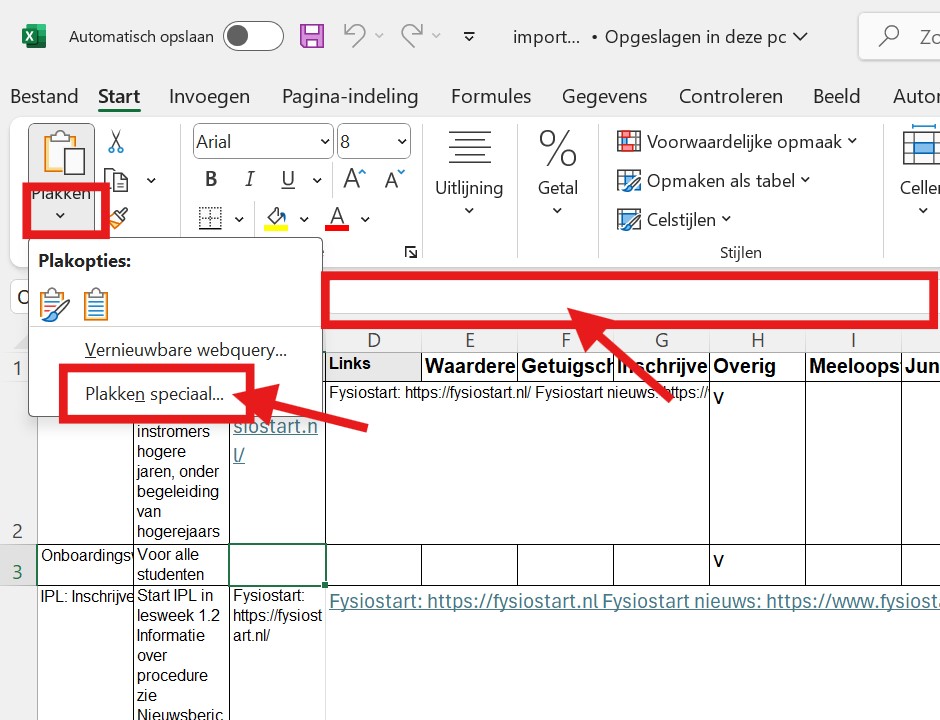 Automatisch opslaan
import... • Opgeslagen in deze pc
Zo
Bestand Start Invoegen Pagina-indeling Formules Gegevens Controleren Beeld Autor
Plakken
Arial 8
B I U A A
A
Uitlijning
Getal
%
Voorwaardelijke opmaak
Opmaken als tabel
Celstijlen
Stijlen
Celler
Plakopties:
Vernieuwbare webquery...
Plakken speciaal...
D E F G H I
1 Links Waardere Getuigsch Inschrijve Overig Meeloops Jun
Fysiostart: https://fysiostart.nl/ Fysiostart nieuws: https:// V
instromers
hogere
jaren, onder
begeleiding
van
hogerejaars
siostart.n
l/
2
3 Onboardings Voor alle
studenten
V
IPL: Inschrijve Start IPL in
lesweek 1.2
Informatie
over
procedure
zie
Nieuwsberic
Fysiostart:
https://fysiost
art.nl/
Fysiostart: https://fysiostart.nl Fysiostart nieuws: https://www.fysiosta